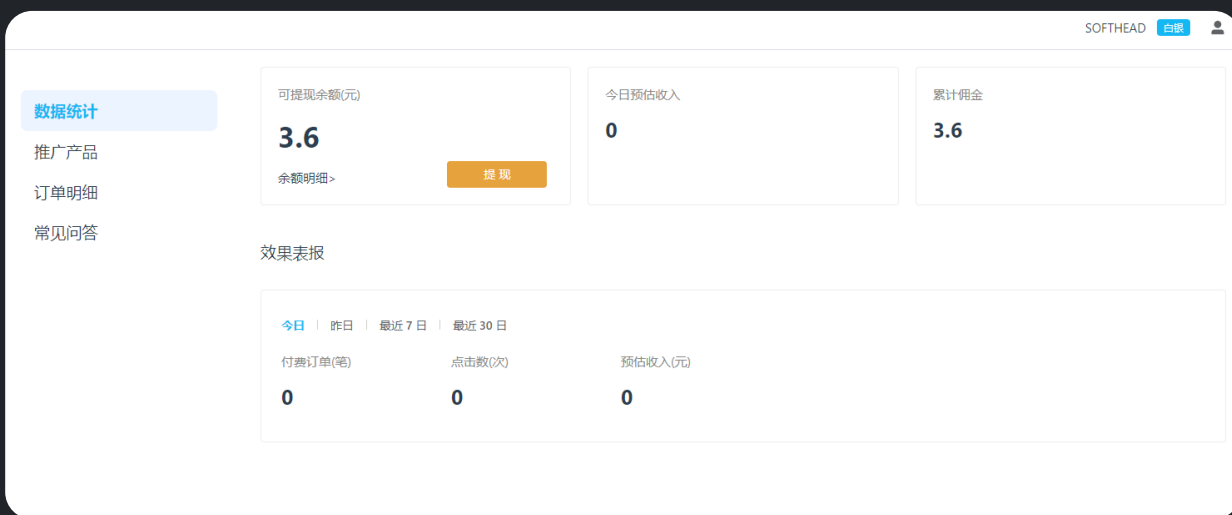 SOFTHEAD 白银
数据统计
推广产品
订单明细
常见问答
可提现余额(元)
3.6
余额明细>
提 现
今日预估收入
0
累计佣金
3.6
效果表报
今日 昨日 最近 7 日 最近 30 日
付费订单(笔) 点击数(次) 预估收入(元)
0 0 0